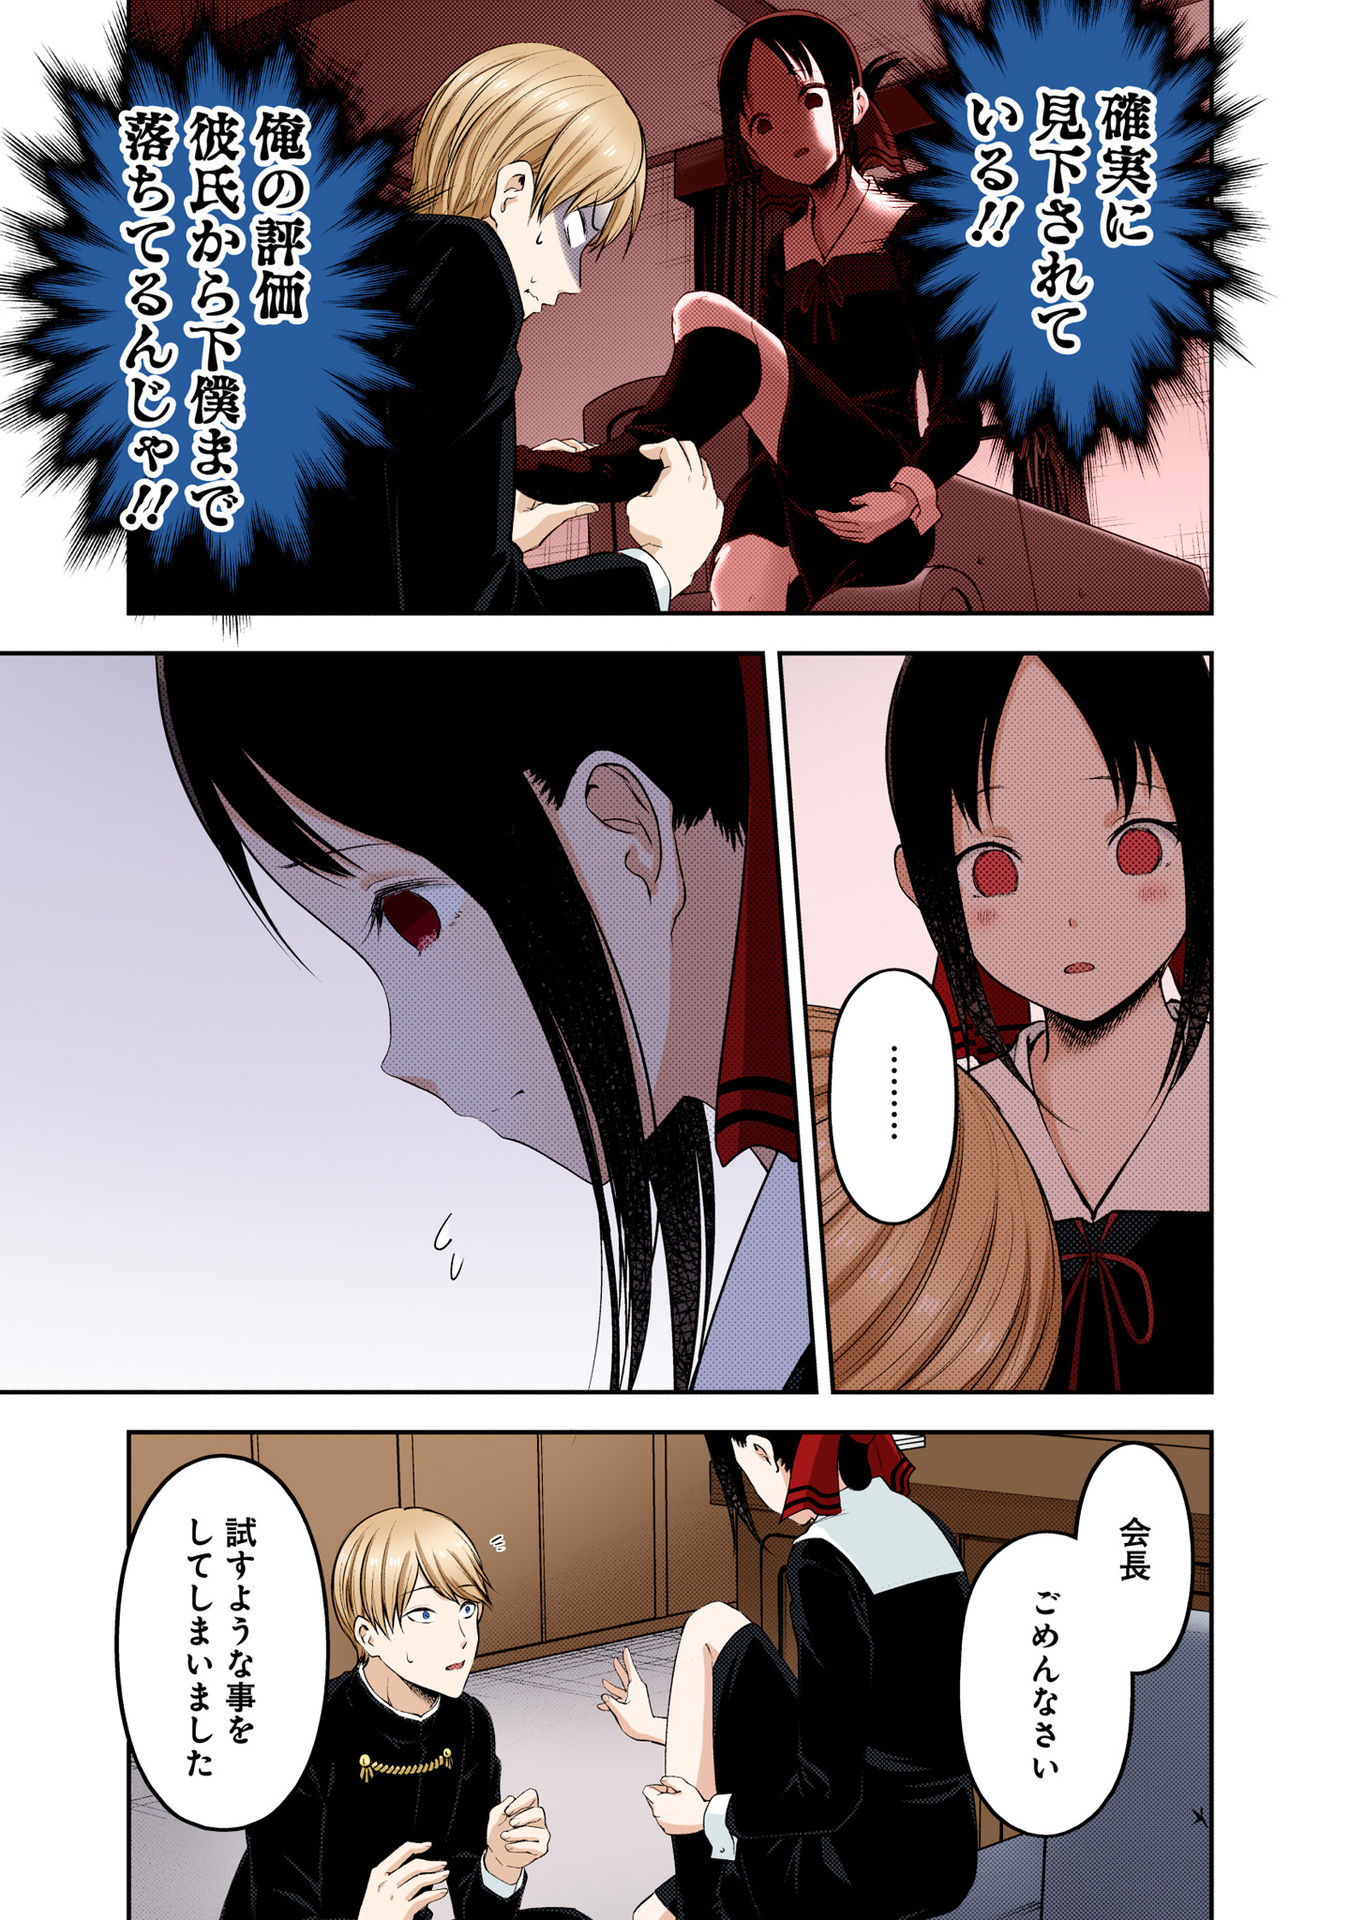 確実に
見下されて
いる!!
俺の評価
彼氏から下僕まで
落ちてるんじゃ!!
………
会長
ごめんなさい
試すような事を
してしまいました